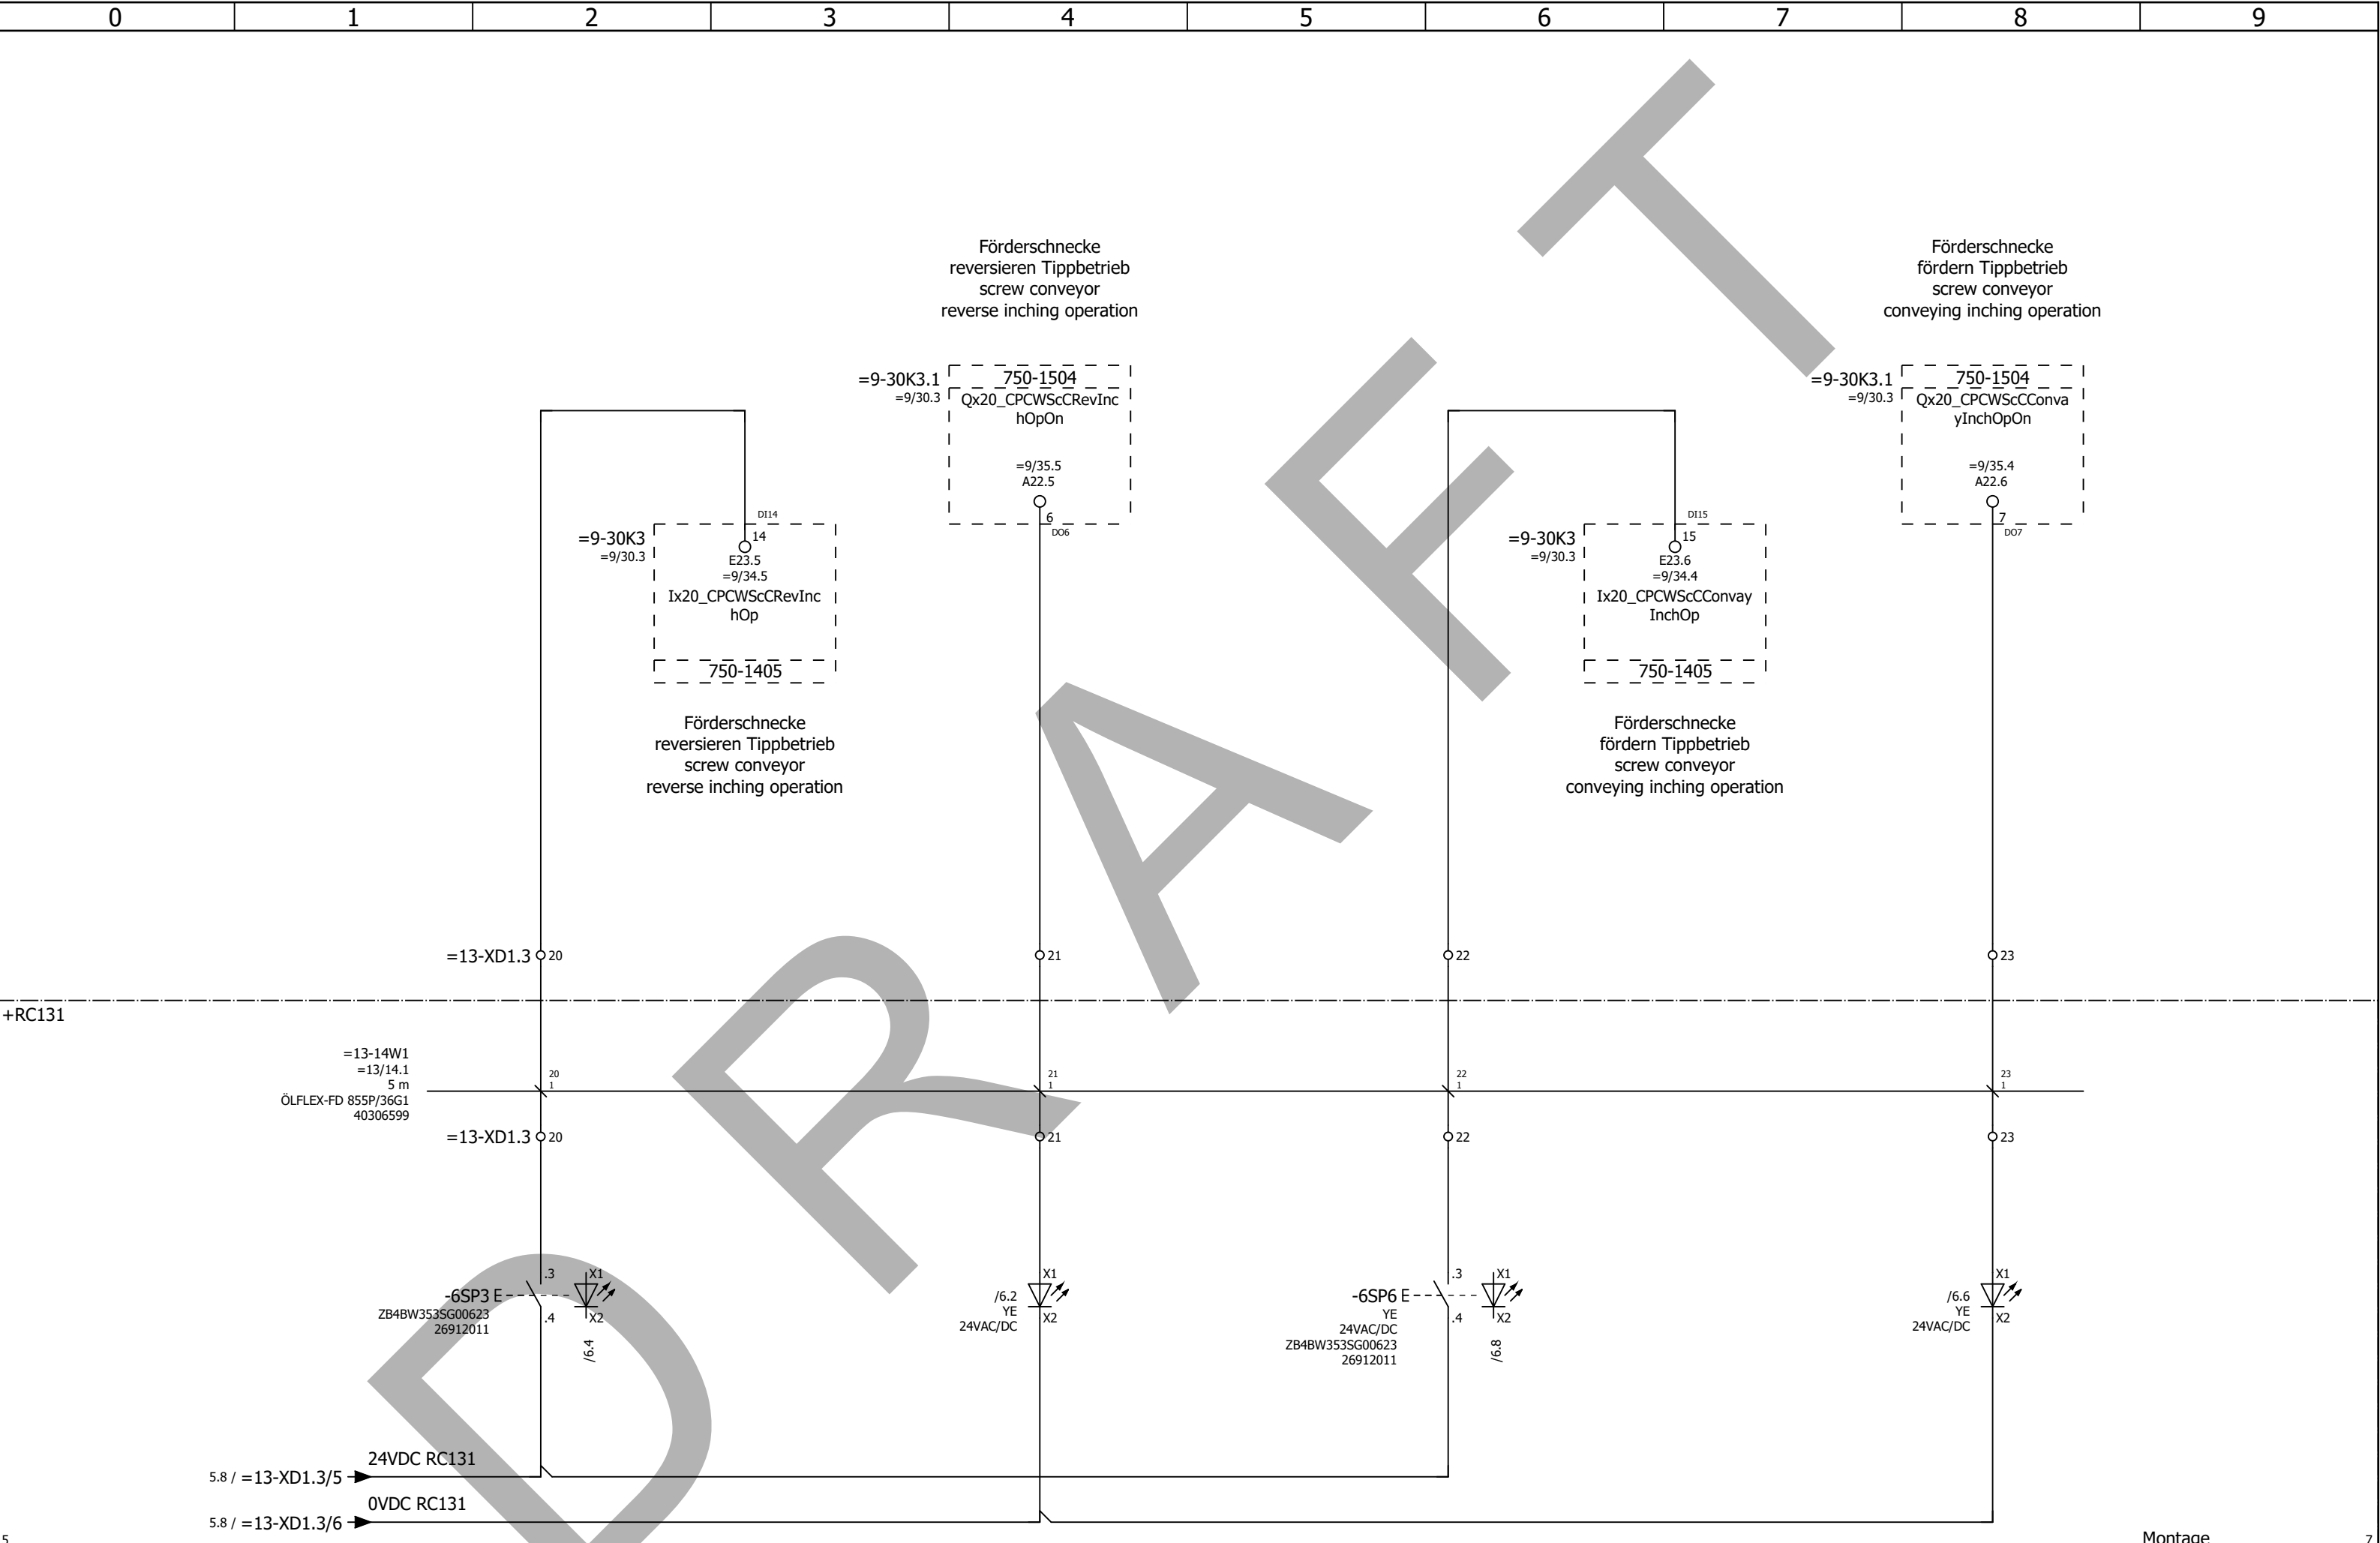 0 1 2 3 4 5 6 7 8 9
Förderschnecke
reversieren Tippbetrieb
screw conveyor
reverse inching operation
Förderschnecke
fördern Tippbetrieb
screw conveyor
conveying inching operation
=9-30K3.1
=9/30.3
750-1504
Qx20_CPCWScCRevInc
hOpOn
=9/35.5
A22.5
6
DO6
=9-30K3.1
=9/30.3
750-1504
Qx20_CPCWScCConva
yInchOpOn
=9/35.4
A22.6
7
DO7
=9-30K3
=9/30.3
DI14
14
E23.5
=9/34.5
Ix20_CPCWScCRevInc
hOp
750-1405
Förderschnecke
reversieren Tippbetrieb
screw conveyor
reverse inching operation
=9-30K3
=9/30.3
DI15
15
E23.6
=9/34.4
Ix20_CPCWScCConvay
InchOp
750-1405
Förderschnecke
fördern Tippbetrieb
screw conveyor
conveying inching operation
=13-XD1.3 20 21 22 23
+RC131
=13-14W1
=13/14.1
5 m
ÖLFLEX-FD 855P/36G1
40306599
20 21 22 23
1 1 1 1
=13-XD1.3 20 21 22 23
-6SP3 E
ZB4BW353SG00623
26912011
.3
.4
X1
X2
/6.4
/6.2
YE
24VAC/DC
X1
X2
-6SP6 E
YE
24VAC/DC
ZB4BW353SG00623
26912011
.3
.4
X1
X2
/6.8
/6.6
YE
24VAC/DC
X1
X2
24VDC RC131
5.8 / =13-XD1.3/5
0VDC RC131
5.8 / =13-XD1.3/6
5
Montage
7
DRAFT